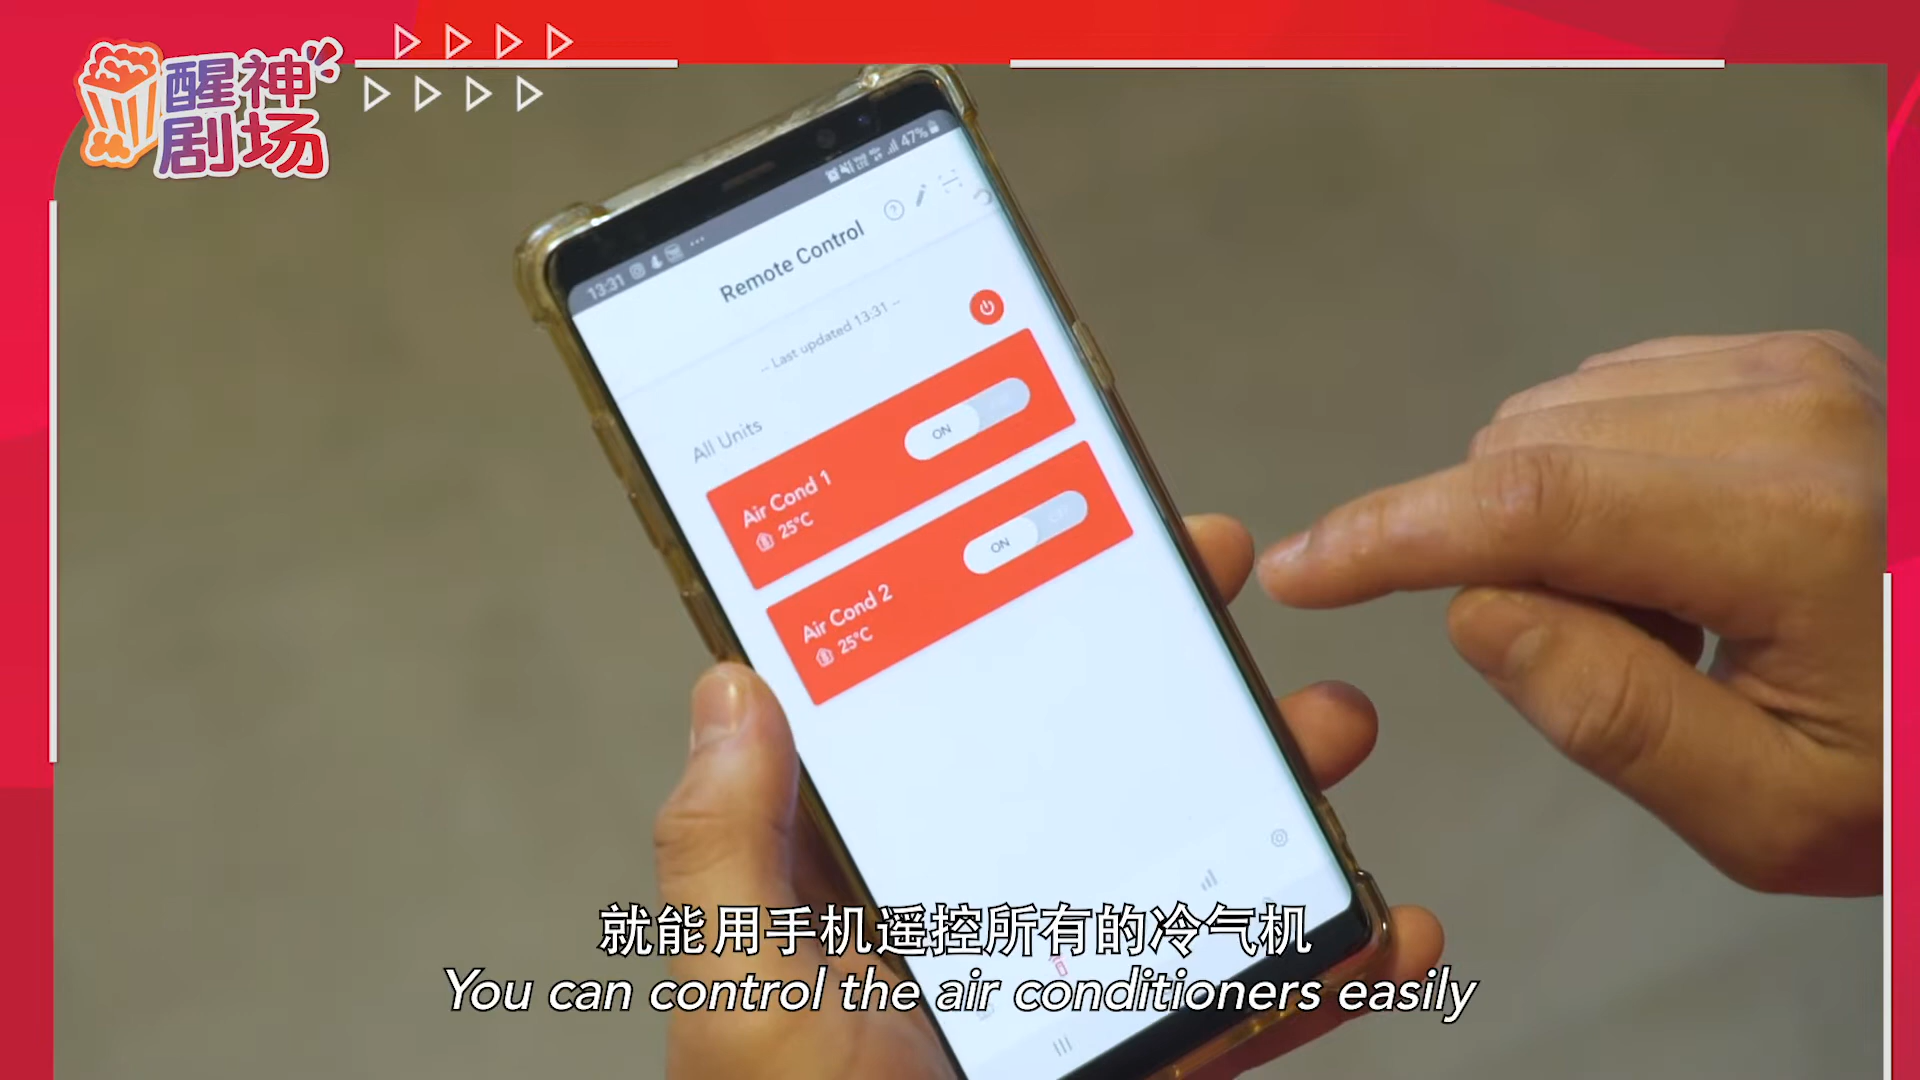 醒神
剧场
13:31
47%
Remote Control
-- Last updated 13:31 --
All Units
Air Cond 1
25°C
ON
Air Cond 2
25°C
ON
就能用手机遥控所有的冷气机
You can control the air conditioners easily